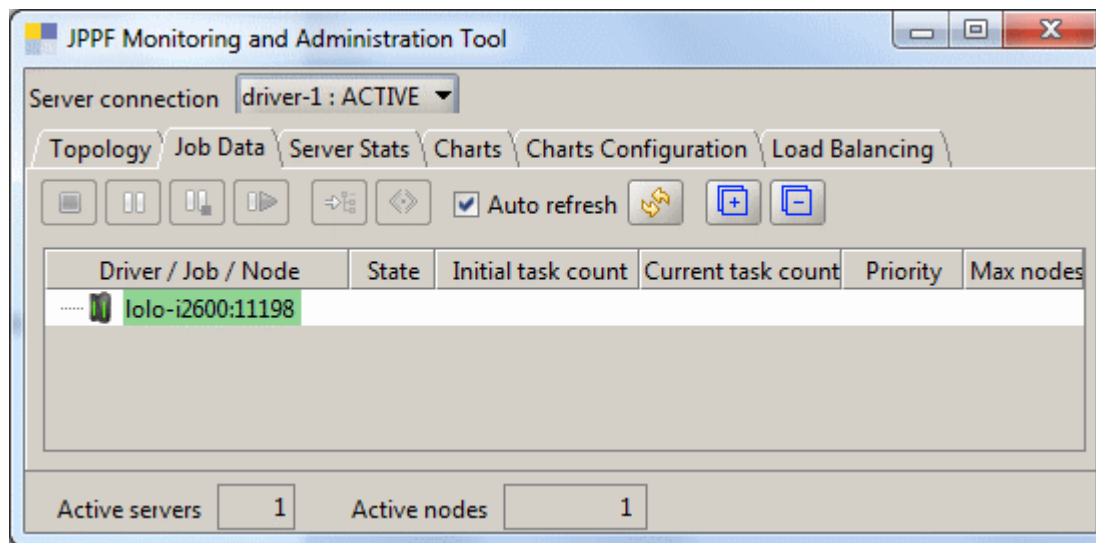 JPPF Monitoring and Administration Tool
Server connection driver-1 : ACTIVE
Topology Job Data Server Stats Charts Charts Configuration Load Balancing
Auto refresh
Driver / Job / Node State Initial task count Current task count Priority Max nodes
lolo-i2600:11198
Active servers 1 Active nodes 1